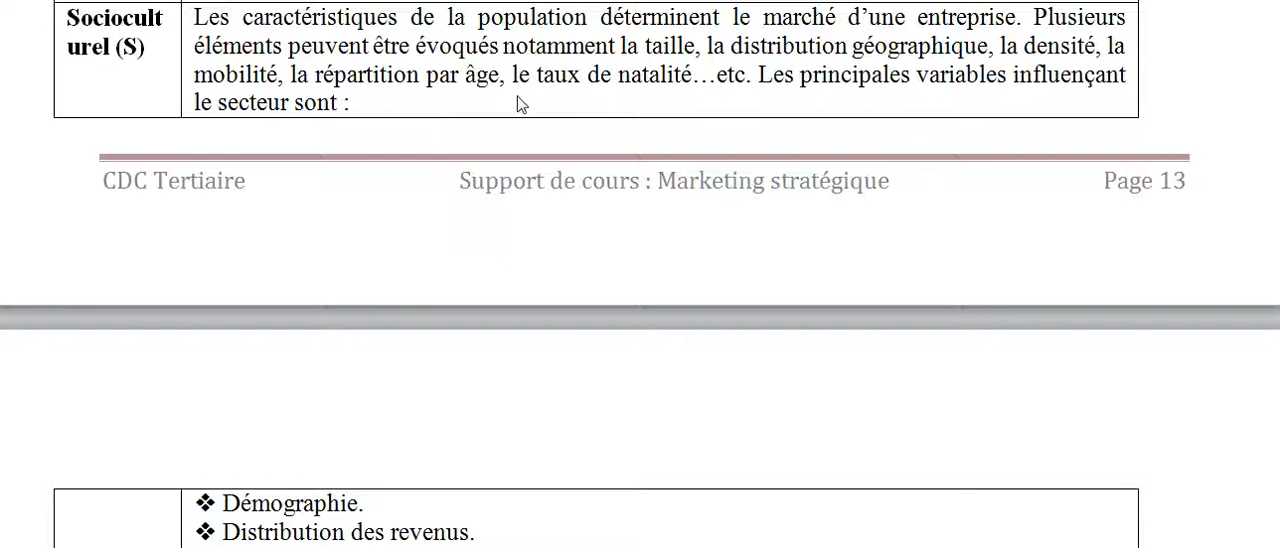 Sociocult
urel (S)
Les caractéristiques de la population déterminent le marché d’une entreprise. Plusieurs
éléments peuvent être évoqués notamment la taille, la distribution géographique, la densité, la
mobilité, la répartition par âge, le taux de natalité…etc. Les principales variables influençant
le secteur sont :
CDC Tertiaire Support de cours : Marketing stratégique Page 13
❖ Démographie.
❖ Distribution des revenus.